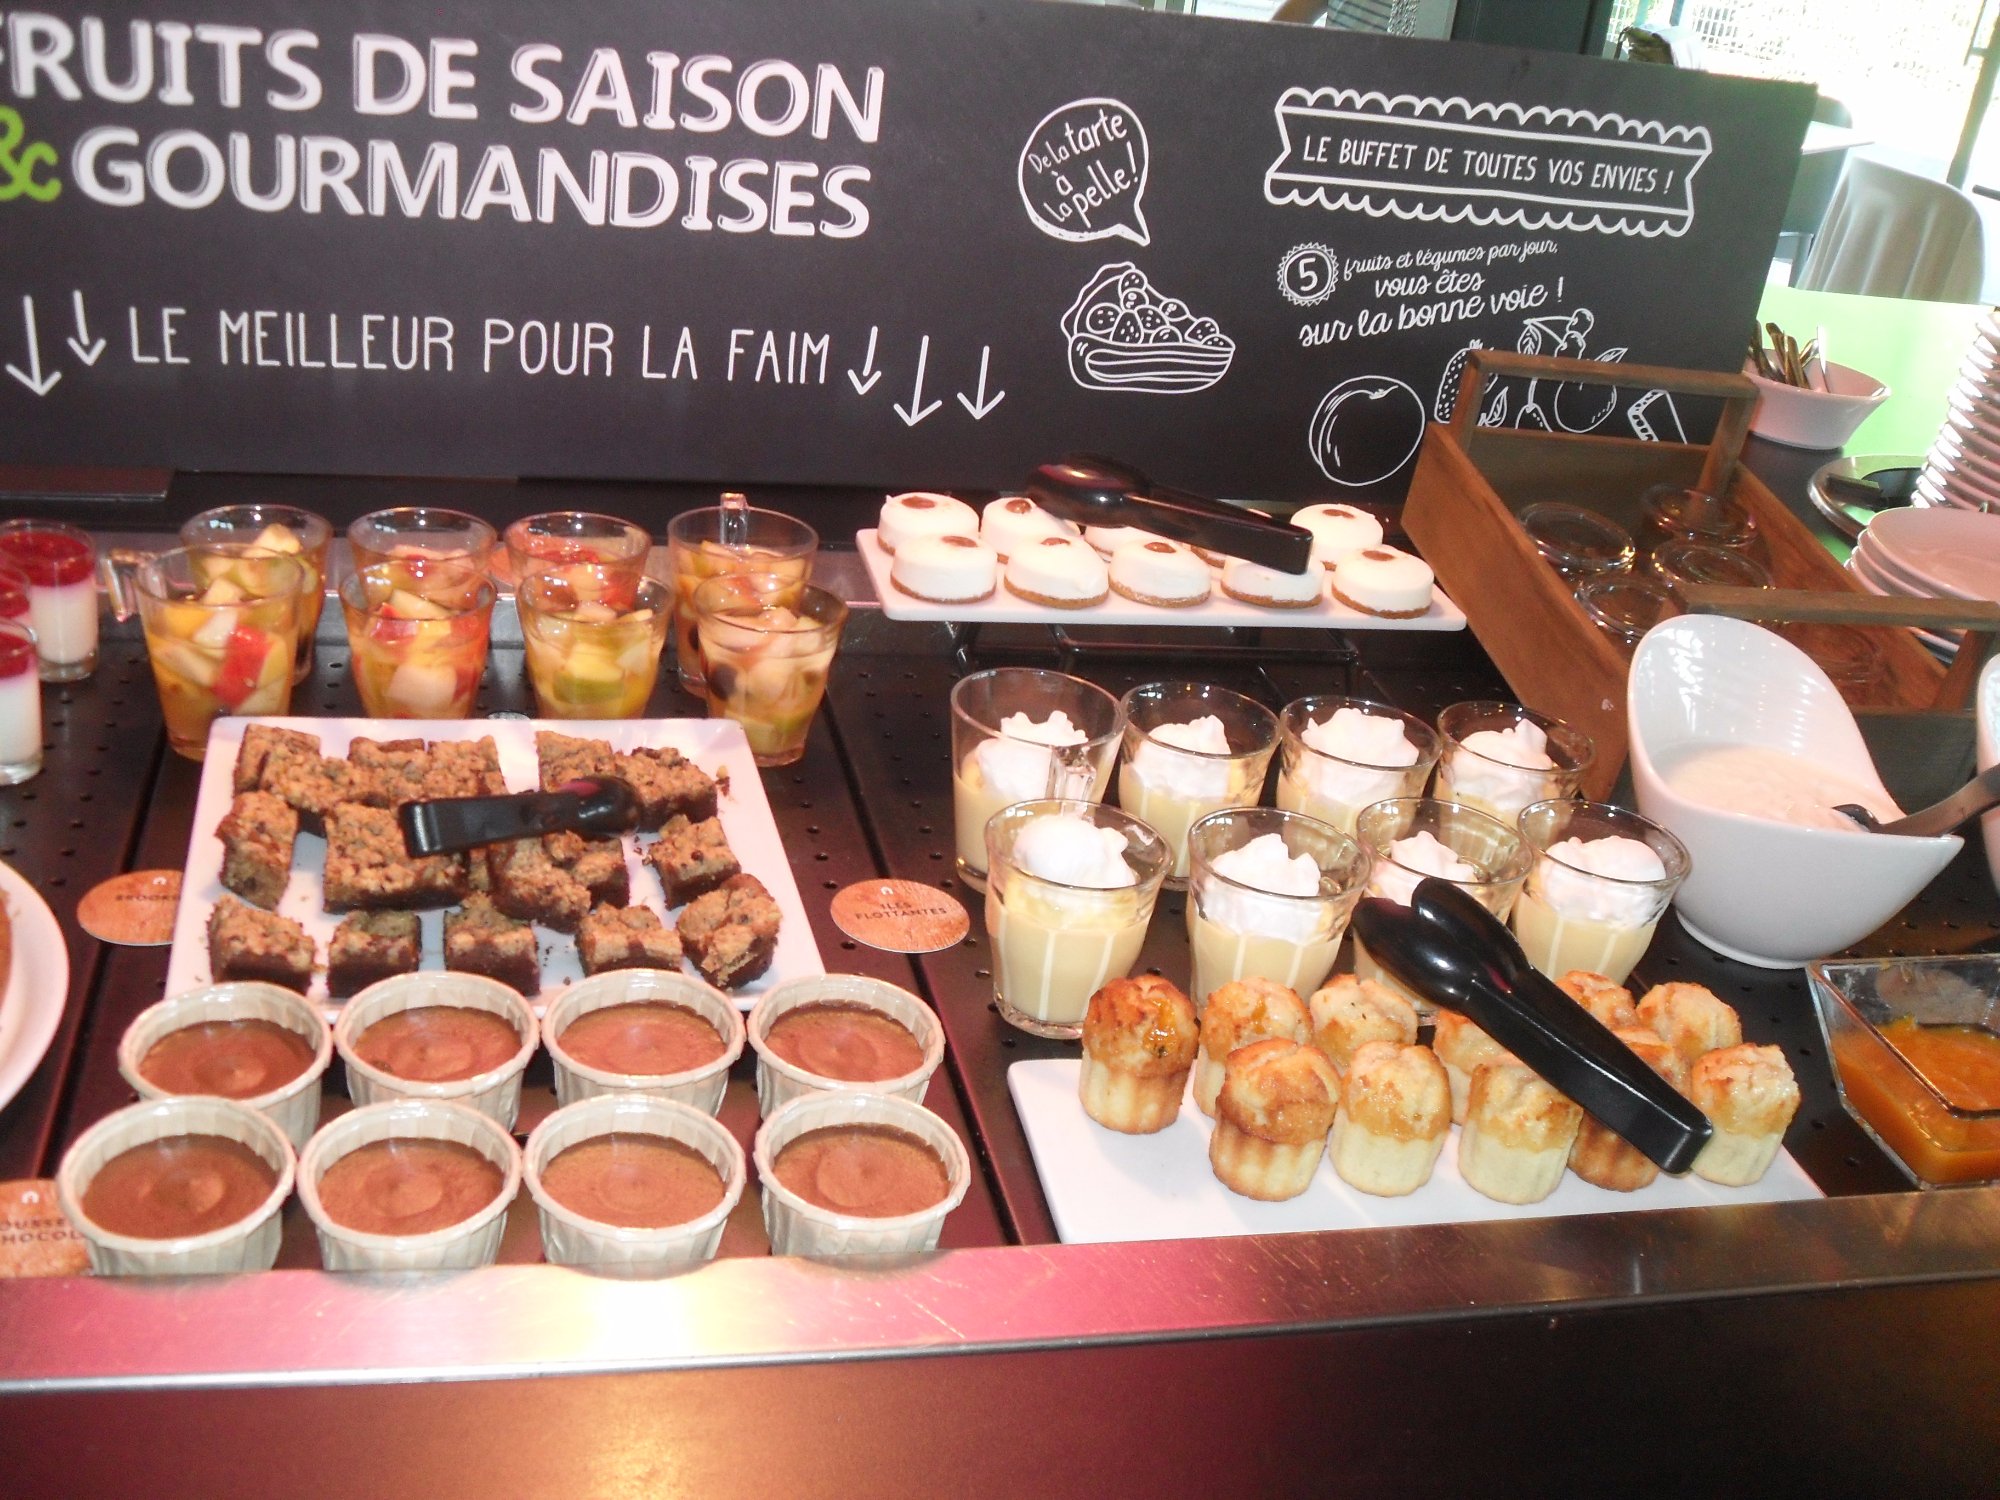 FRUITS DE SAISON
& GOURMANDISES
LE MEILLEUR POUR LA FAIM
De la tarte
à
la pelle!
LE BUFFET DE TOUTES VOS ENVIES !
5 fruits et légumes par jour,
vous êtes
sur la bonne voie !
ILES
FLOTTANTES